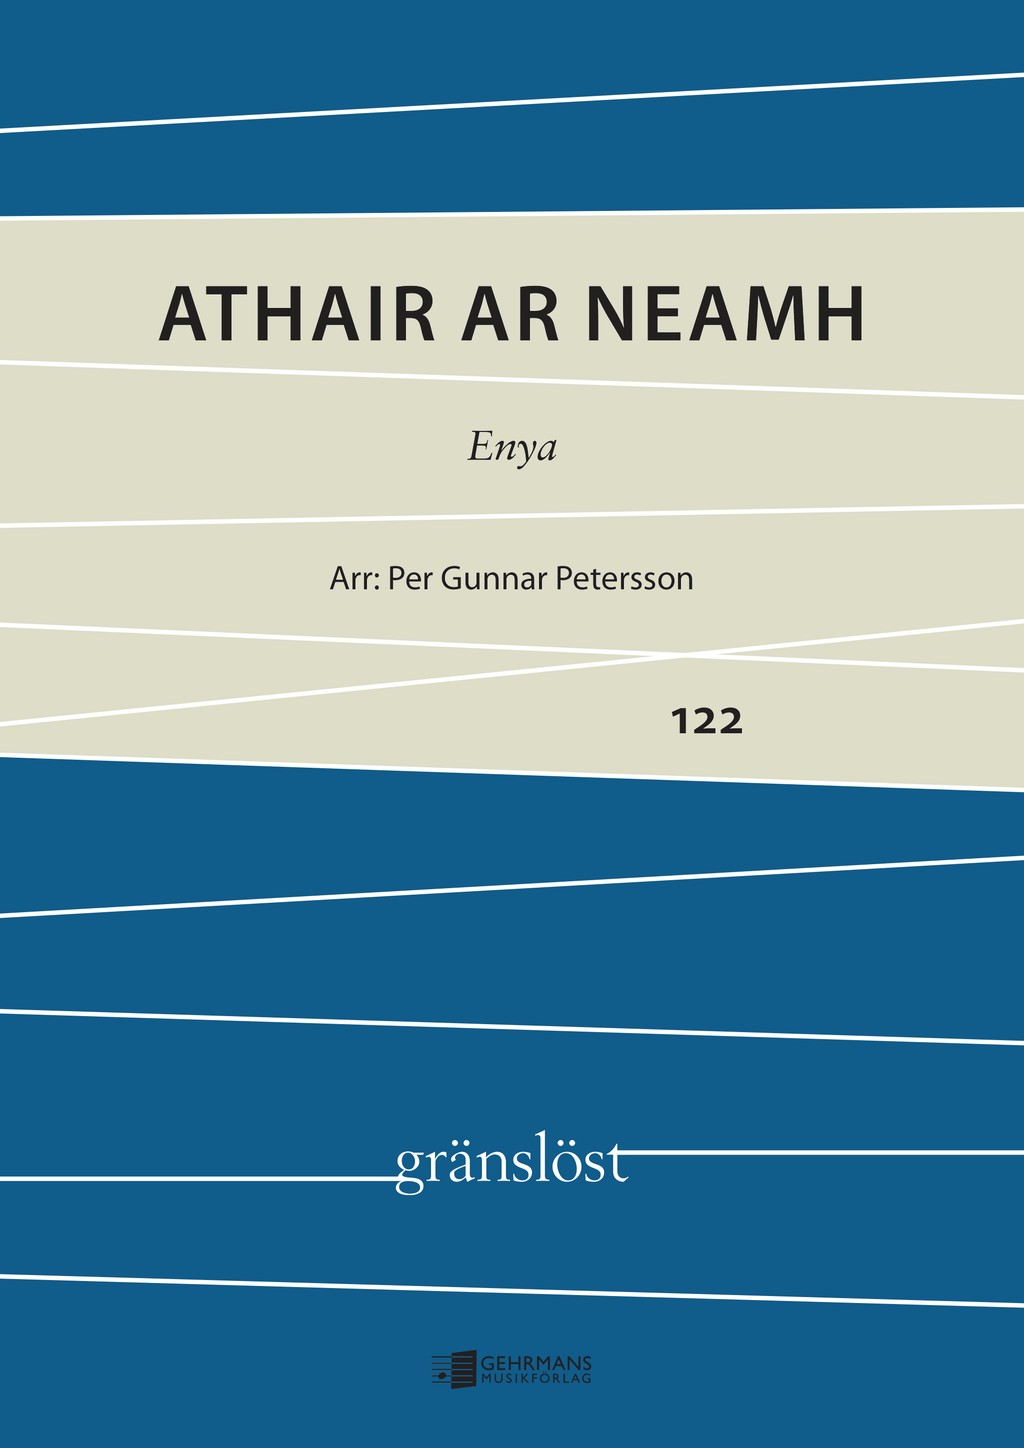 ATHAIR AR NEAMH
Enya
Arr: Per Gunnar Petersson
122
gränslöst
GEHRMANS
MUSIKFÖRLAG